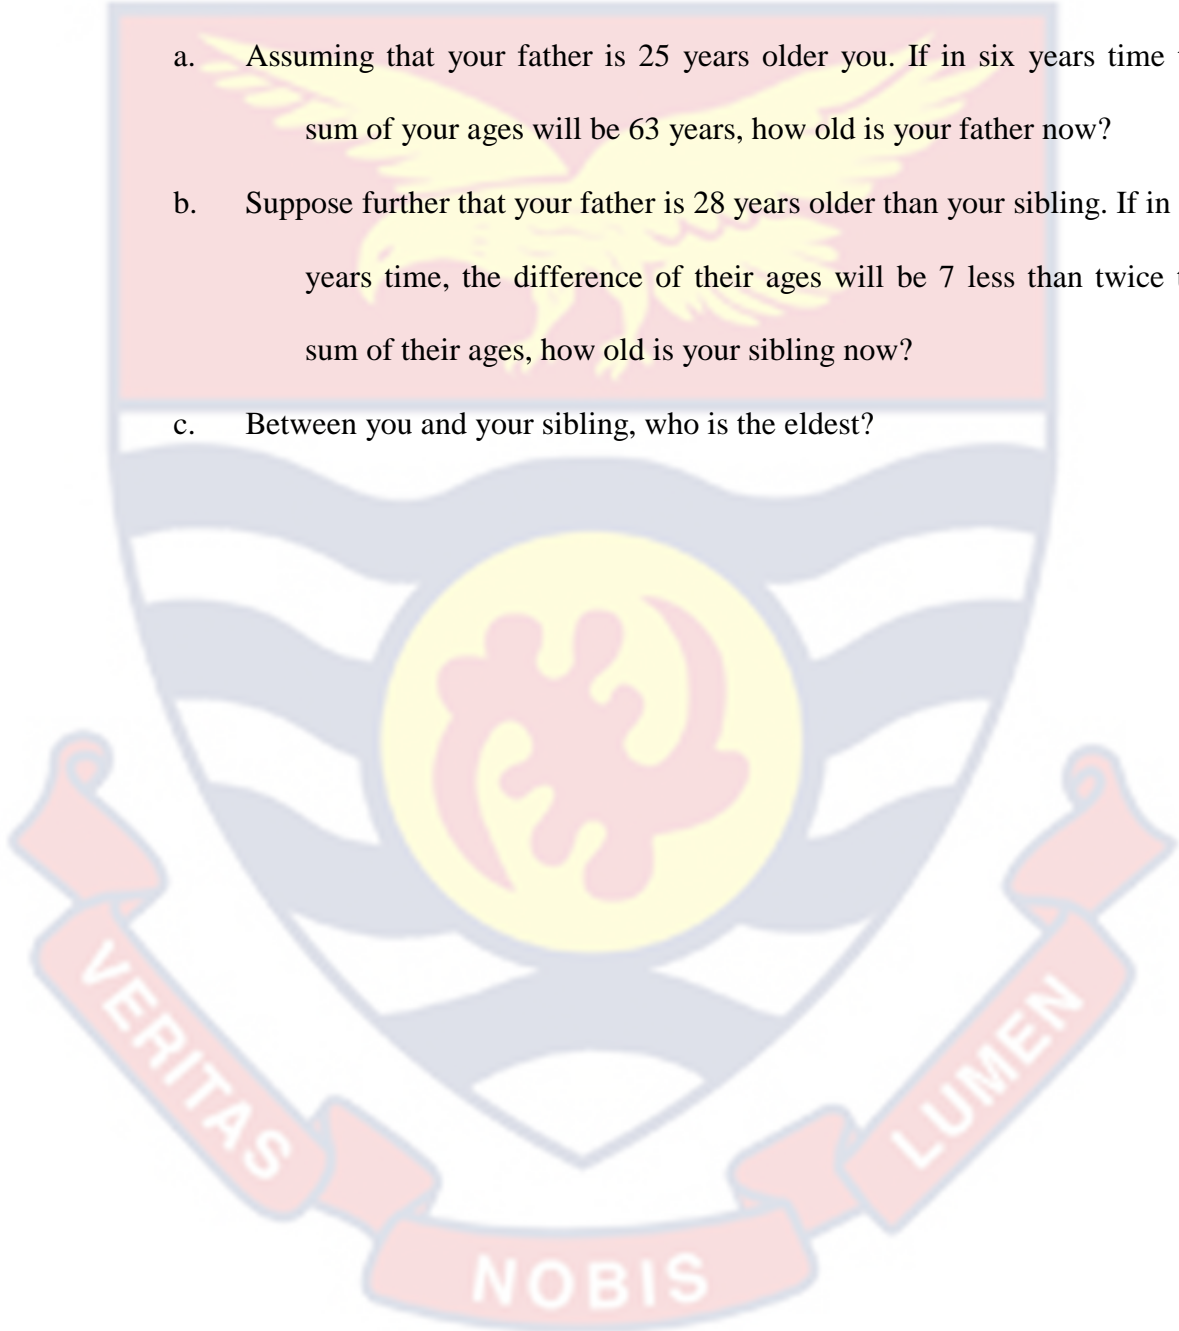 a. Assuming that your father is 25 years older you. If in six years time
sum of your ages will be 63 years, how old is your father now?
b. Suppose further that your father is 28 years older than your sibling. If in
years time, the difference of their ages will be 7 less than twice
sum of their ages, how old is your sibling now?
c. Between you and your sibling, who is the eldest?
VERITAS
NOBIS
LUMEN